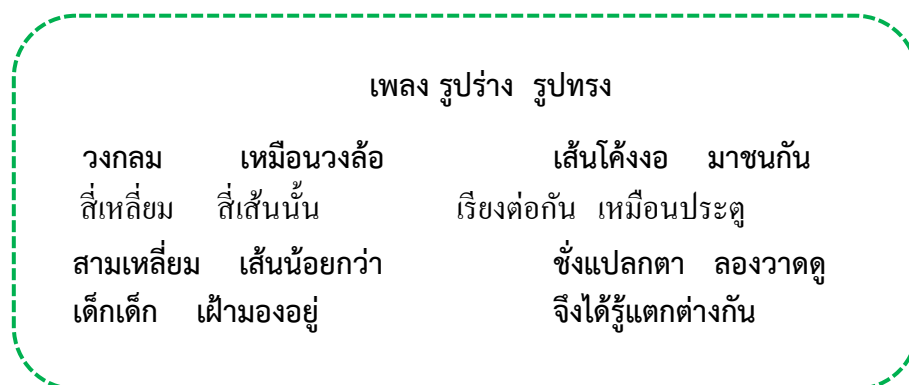 เพลง รูปร่าง รูปทรง
วงกลม เหมือนวงล้อ เส้นโค้งงอ มาชนกัน
สี่เหลี่ยม สี่เส้นนั้น เรียงต่อกัน เหมือนประตู
สามเหลี่ยม เส้นน้อยกว่า ชั่งแปลกตา ลองวาดดู
เด็กเด็ก เฝ้ามองอยู่ จึงได้รู้แตกต่างกัน